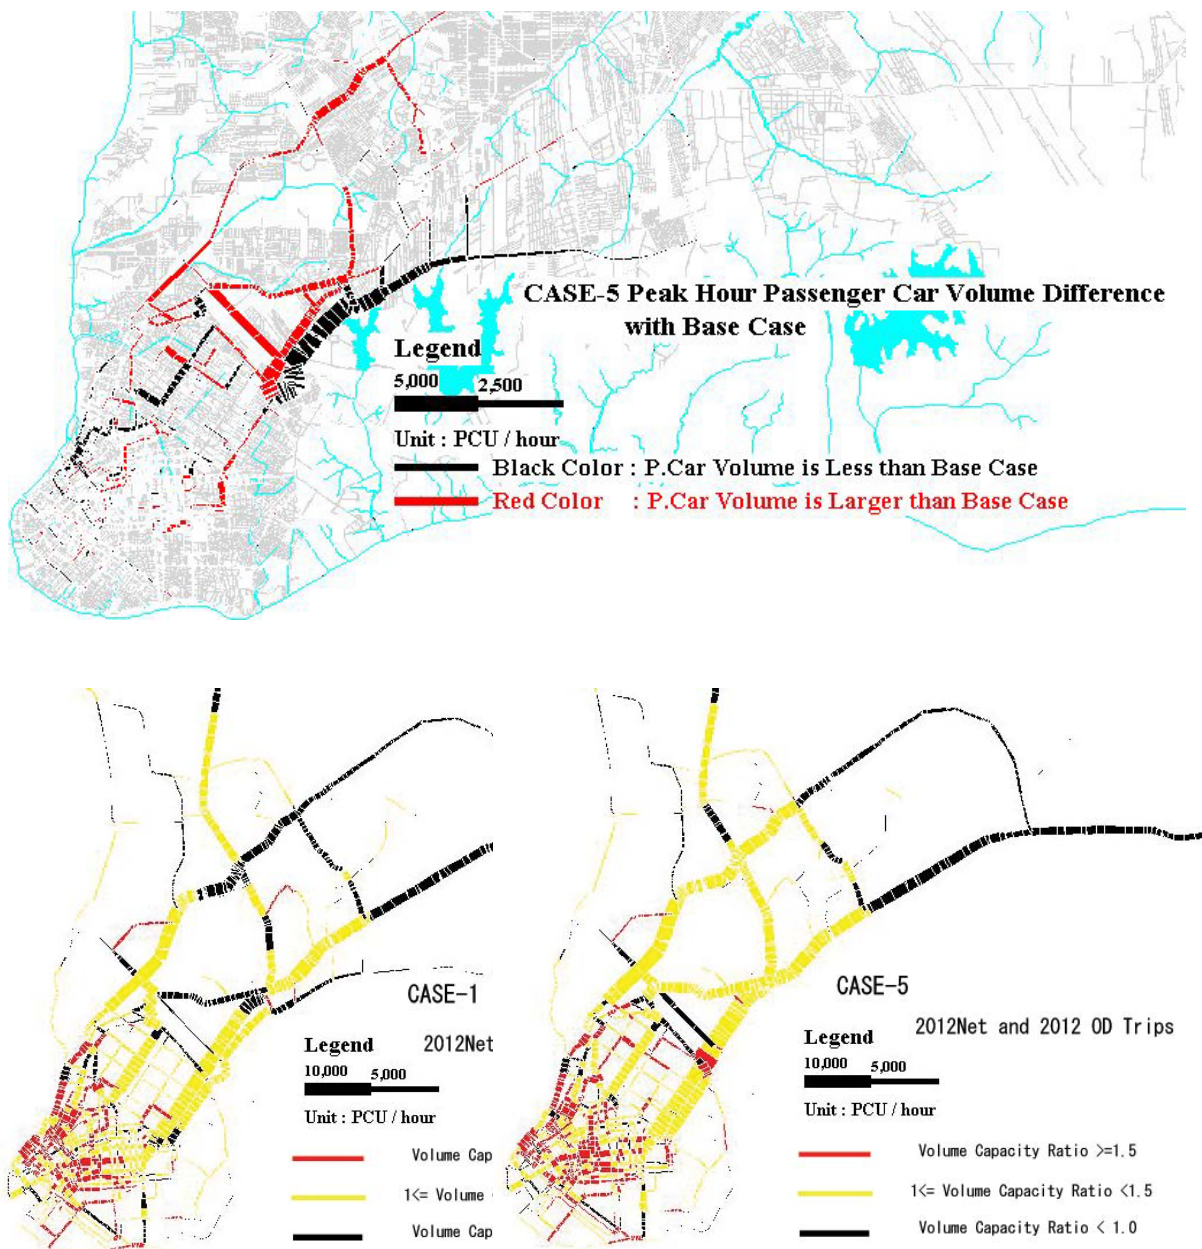 CASE-5 Peak Hour Passenger Car Volume Difference
with Base Case
Legend
5,000 2,500
Unit : PCU / hour
Black Color : P.Car Volume is Less than Base Case
Red Color : P.Car Volume is Larger than Base Case
CASE-1
2012Net
Legend
10,000 5,000
Unit : PCU / hour
Volume Cap
1<= Volume
Volume Cap
CASE-5
2012Net and 2012 OD Trips
Legend
10,000 5,000
Unit : PCU / hour
Volume Capacity Ratio >=1.5
1<= Volume Capacity Ratio <1.5
Volume Capacity Ratio < 1.0